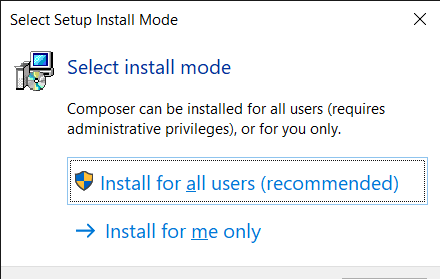 Select Setup Install Mode
Select install mode
Composer can be installed for all users (requires
administrative privileges), or for you only.
Install for all users (recommended)
Install for me only